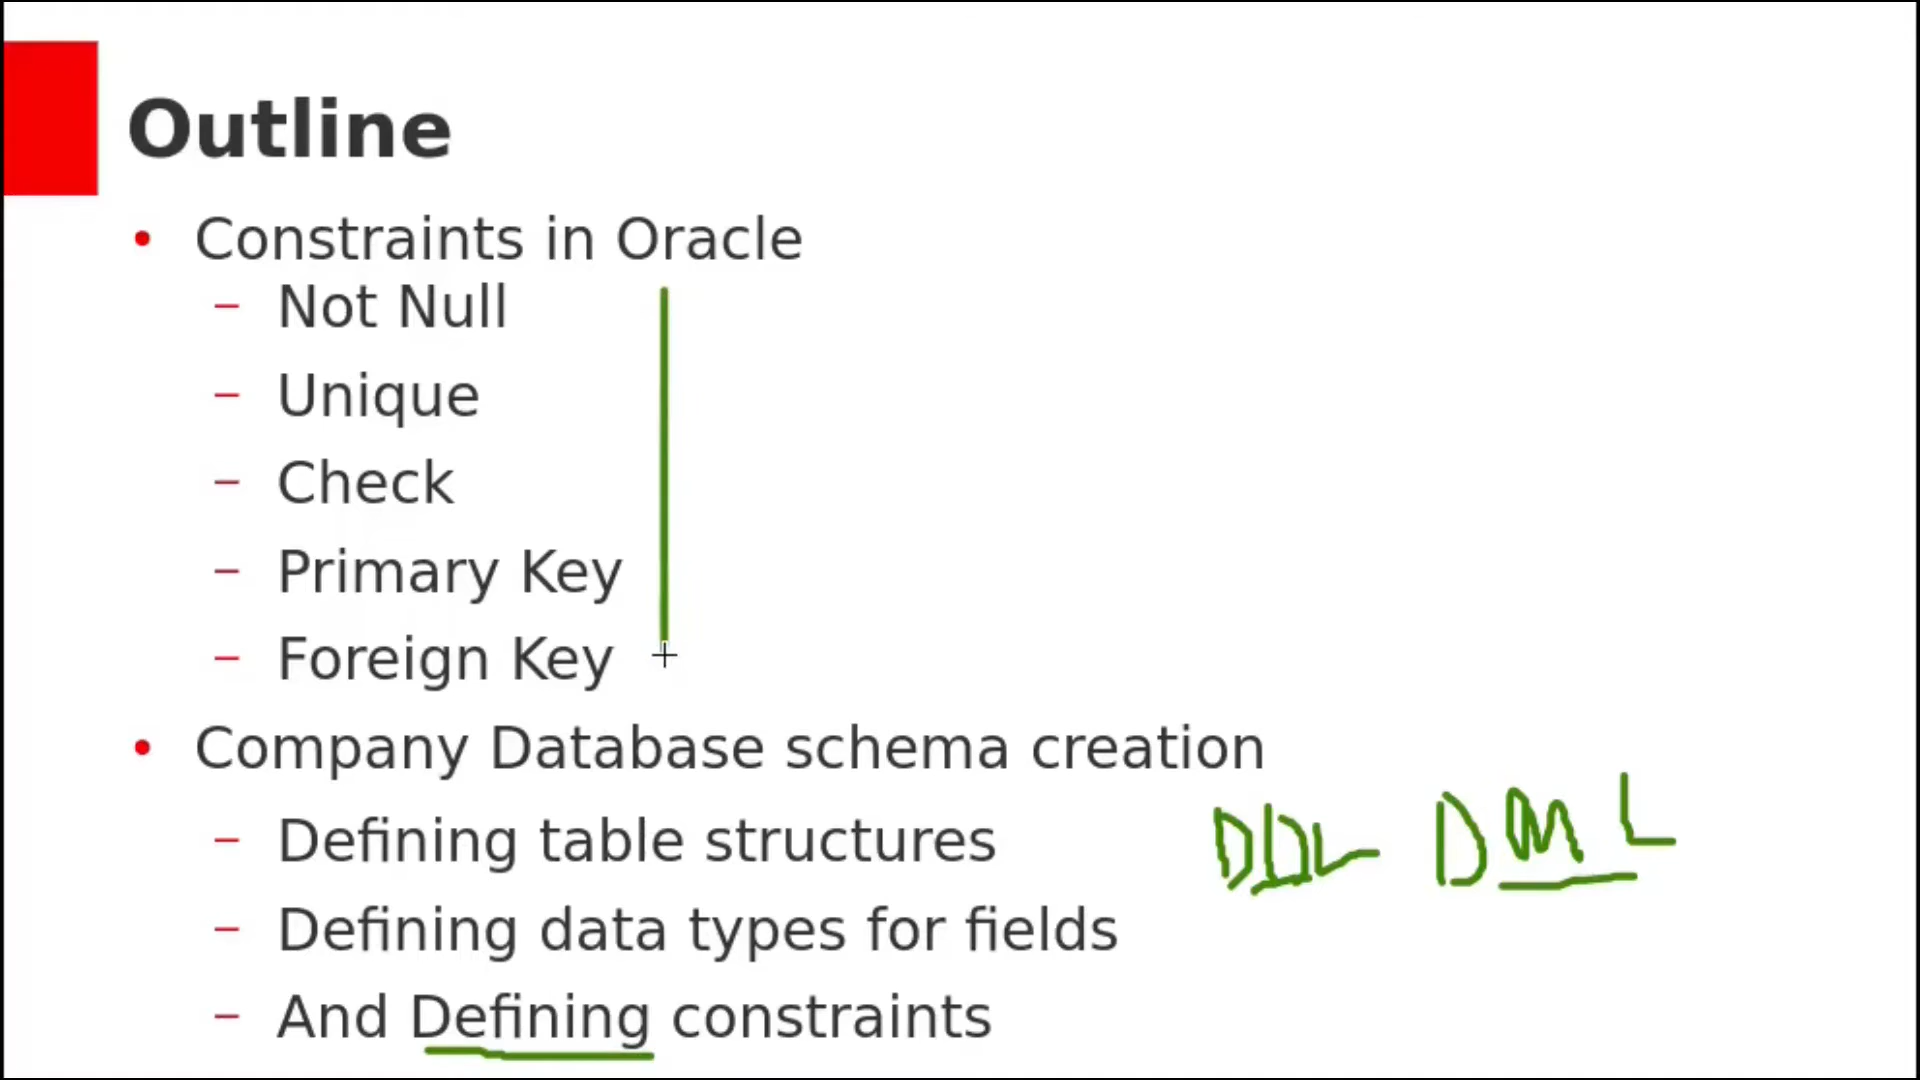 Outline
• Constraints in Oracle
– Not Null
– Unique
– Check
– Primary Key
– Foreign Key
• Company Database schema creation
– Defining table structures
DDL DML
– Defining data types for fields
– And Defining constraints